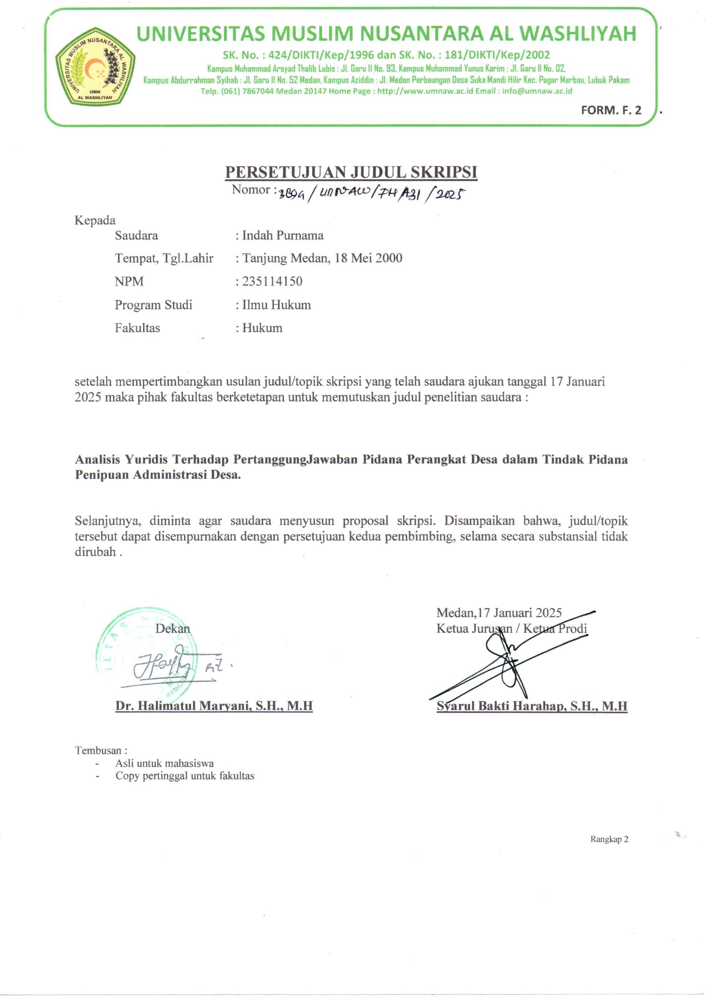 UNIVERSITAS MUSLIM NUSANTARA AL WASHLIYAH
UMN
AL WASHLIYAH
UNIVERSITAS MUSLIM NUSANTARA AL WASHLIYAH
SK. No. : 424/DIKTI/Kep/1996 dan SK. No. : 181/DIKTI/Kep/2002
Kampus Muhammad Arsyad Thalib Lubis : Jl. Garu II No. 93, Kampus Muhammad Yunus Karim : Jl. Garu II No. 02,
Kampus Abdurrahman Syihab : Jl. Garu II No. 52 Medan, Kampus Aziddin : Jl. Medan Perbaungan Desa Suka Mandi Hilir Kec. Pagar Merbau, Lubuk Pakam
Telp. (061) 7867044 Medan 20147 Home Page : http://www.umnaw.ac.id Email : info@umnaw.ac.id
FORM. F. 2
PERSETUJUAN JUDUL SKRIPSI
Nomor : / UMNAW / FH / / 2025
Kepada
Saudara : Indah Purnama
Tempat, Tgl.Lahir : Tanjung Medan, 18 Mei 2000
NPM : 235114150
Program Studi : Ilmu Hukum
Fakultas : Hukum
setelah mempertimbangkan usulan judul/topik skripsi yang telah saudara ajukan tanggal 17 Januari
2025 maka pihak fakultas berketetapan untuk memutuskan judul penelitian saudara :
Analisis Yuridis Terhadap PertanggungJawaban Pidana Perangkat Desa dalam Tindak Pidana
Penipuan Administrasi Desa.
Selanjutnya, diminta agar saudara menyusun proposal skripsi. Disampaikan bahwa, judul/topik
tersebut dapat disempurnakan dengan persetujuan kedua pembimbing, selama secara substansial tidak
dirubah .
Medan,17 Januari 2025
Dekan Ketua Jurusan / Ketua Prodi
Dr. Halimatul Maryani, S.H., M.H Syarul Bakti Harahap, S.H., M.H
Tembusan :
- Asli untuk mahasiswa
- Copy pertinggal untuk fakultas
Rangkap 2